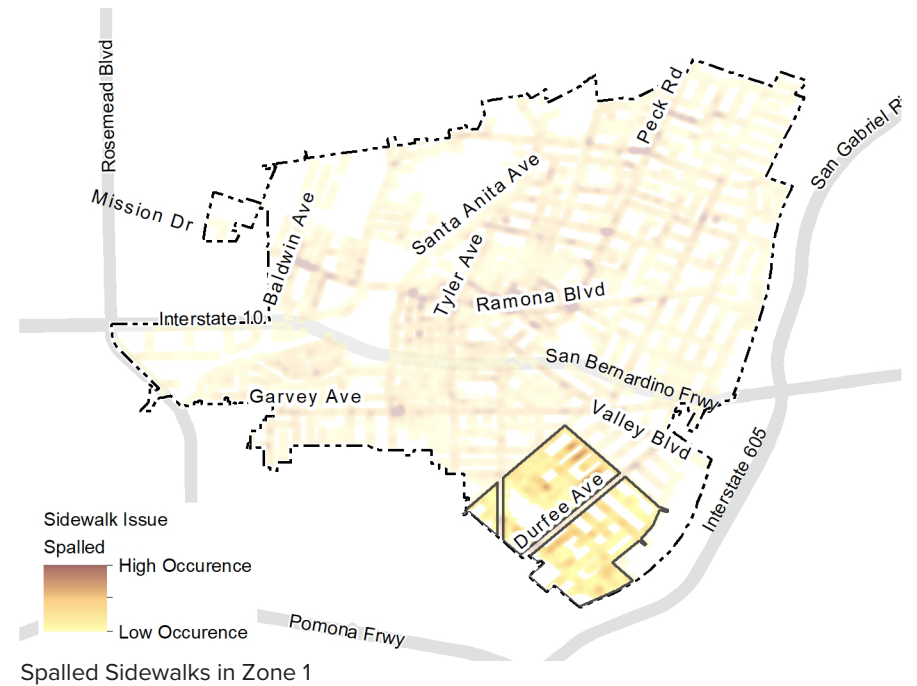 Rosemead Blvd
Peck Rd
San Gabriel Ri
Mission Dr
Baldwin Ave
Santa Anita Ave
Tyler Ave
Ramona Blvd
Interstate 10
San Bernardino Frwy
Garvey Ave
Valley Blvd
Durfee Ave
Interstate 605
Sidewalk Issue
Spalled
High Occurence
Low Occurence
Pomona Frwy
Spalled Sidewalks in Zone 1